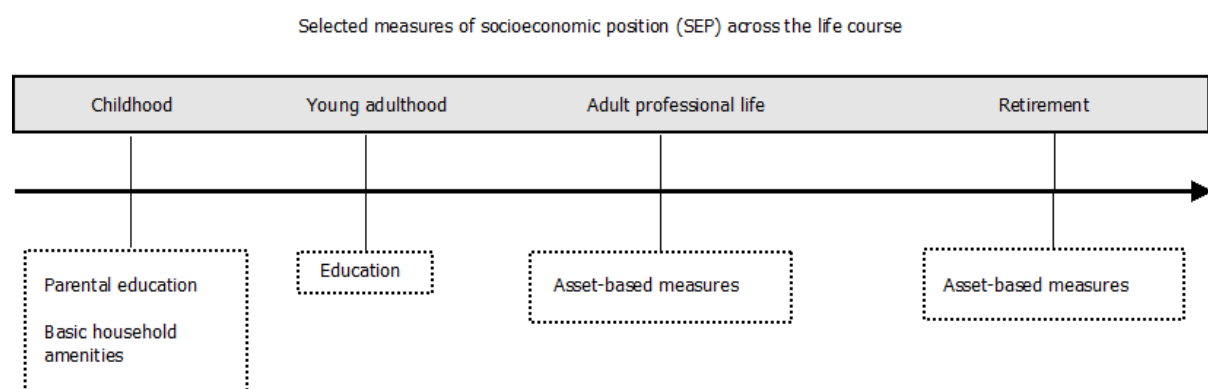 Selected measures of socioeconomic position (SEP) across the life course
Childhood
Young adulthood
Adult professional life
Retirement
Parental education
Basic household
amenities
Education
Asset-based measures
Asset-based measures